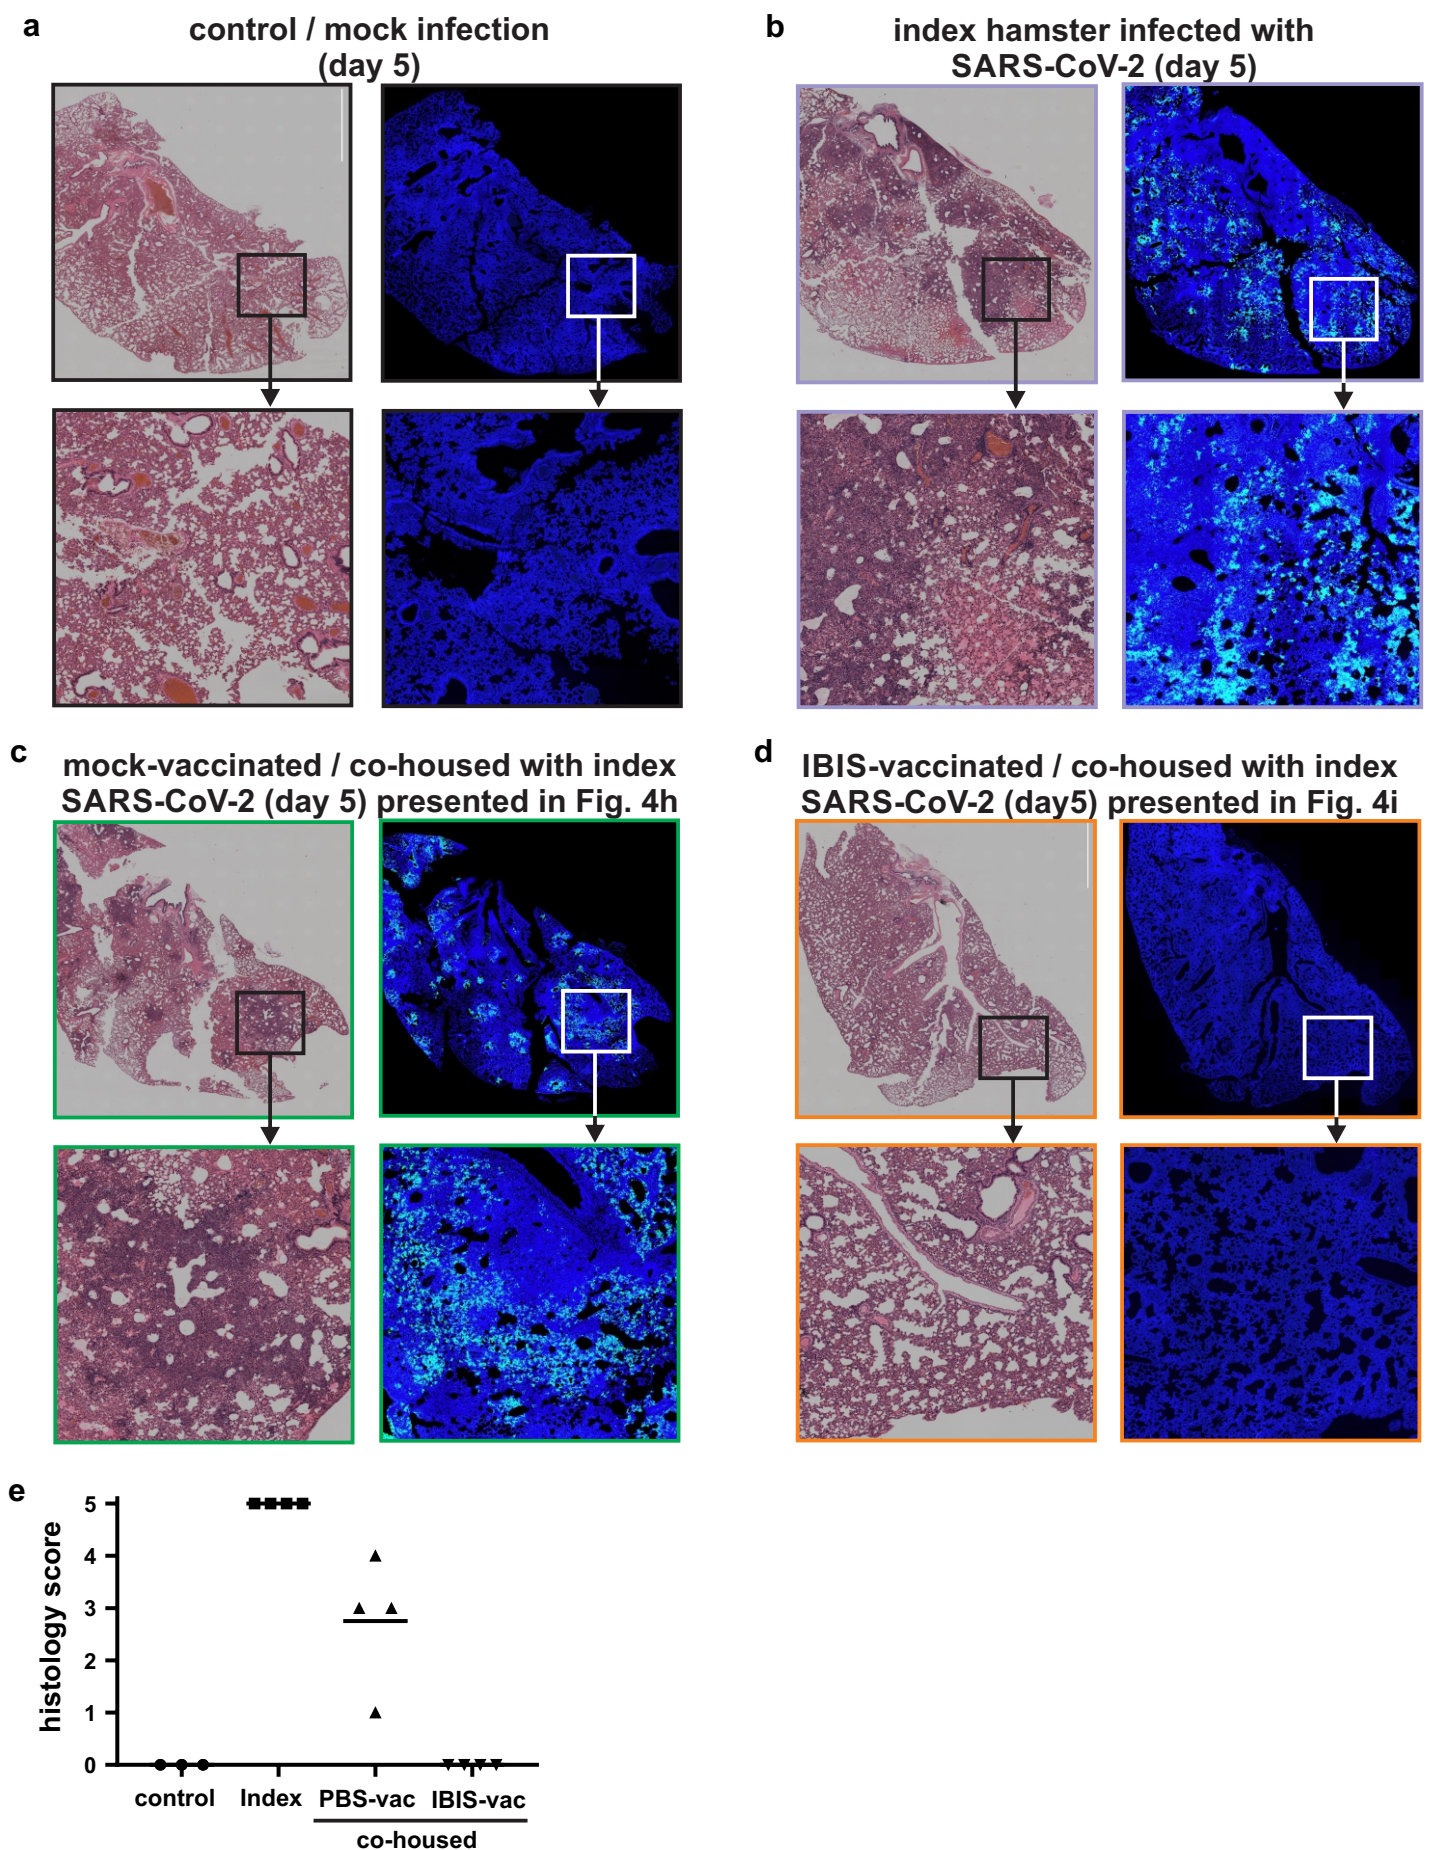 a
control / mock infection
(day 5)
b
index hamster infected with
SARS-CoV-2 (day 5)
c
mock-vaccinated / co-housed with index
SARS-CoV-2 (day 5) presented in Fig. 4h
d
IBIS-vaccinated / co-housed with index
SARS-CoV-2 (day5) presented in Fig. 4i
e
histology score
5
4
3
2
1
0
control Index PBS-vac IBIS-vac
co-housed